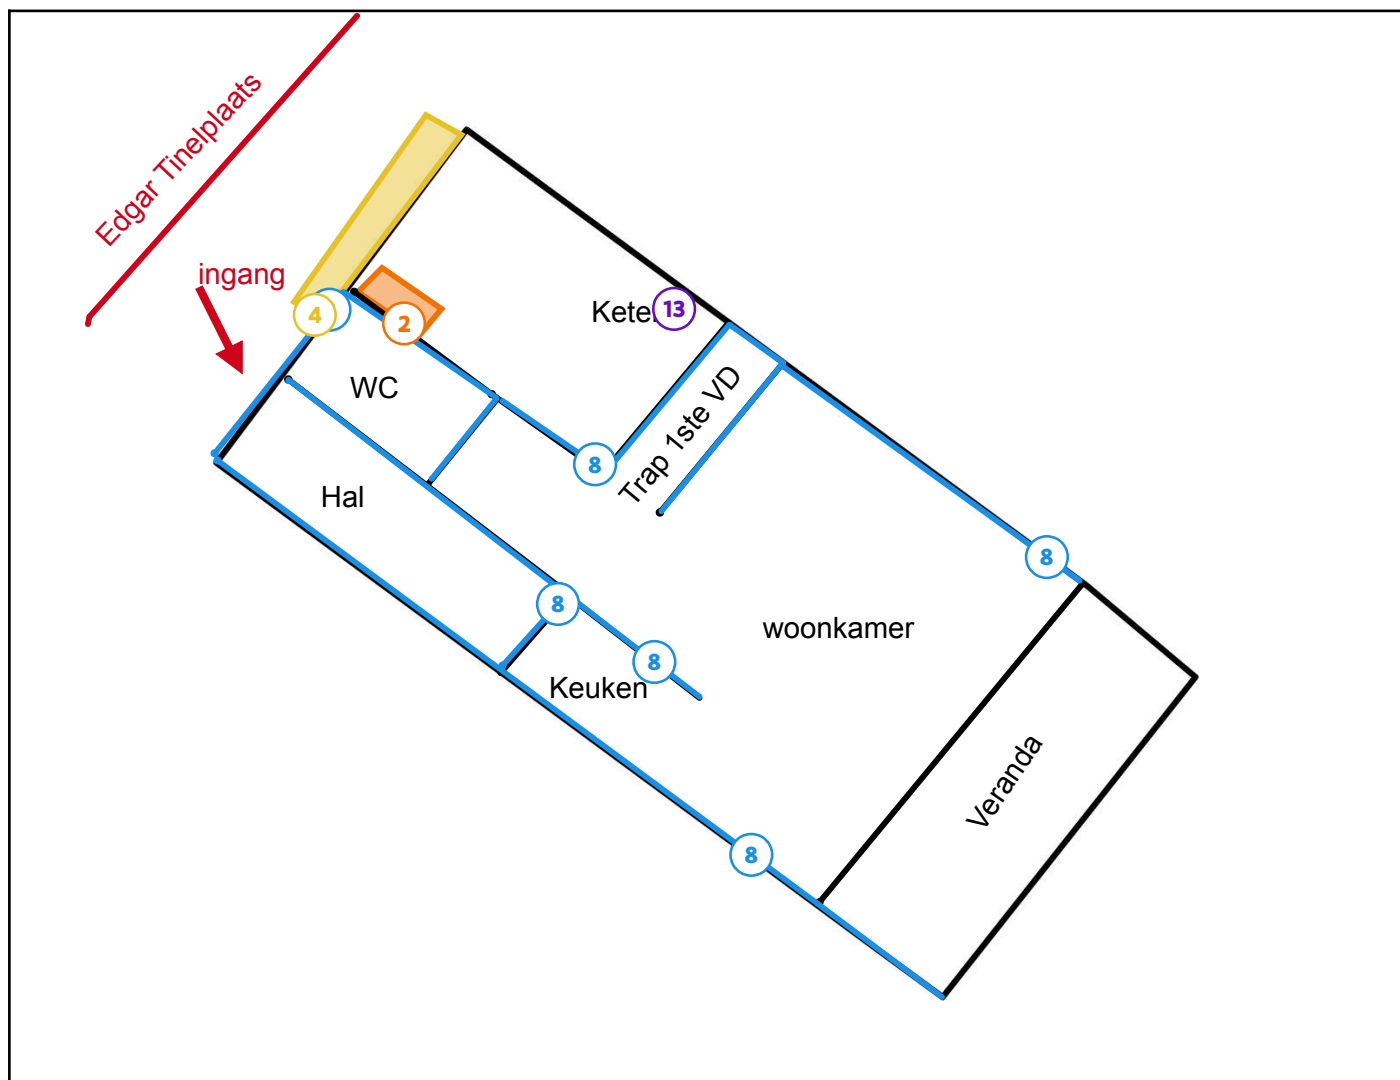 Edgar Tinelplaats
ingang
4
2
Kete
13
WC
Trap 1ste VD
8
Hal
8
8
woonkamer
8
Keuken
Veranda
8